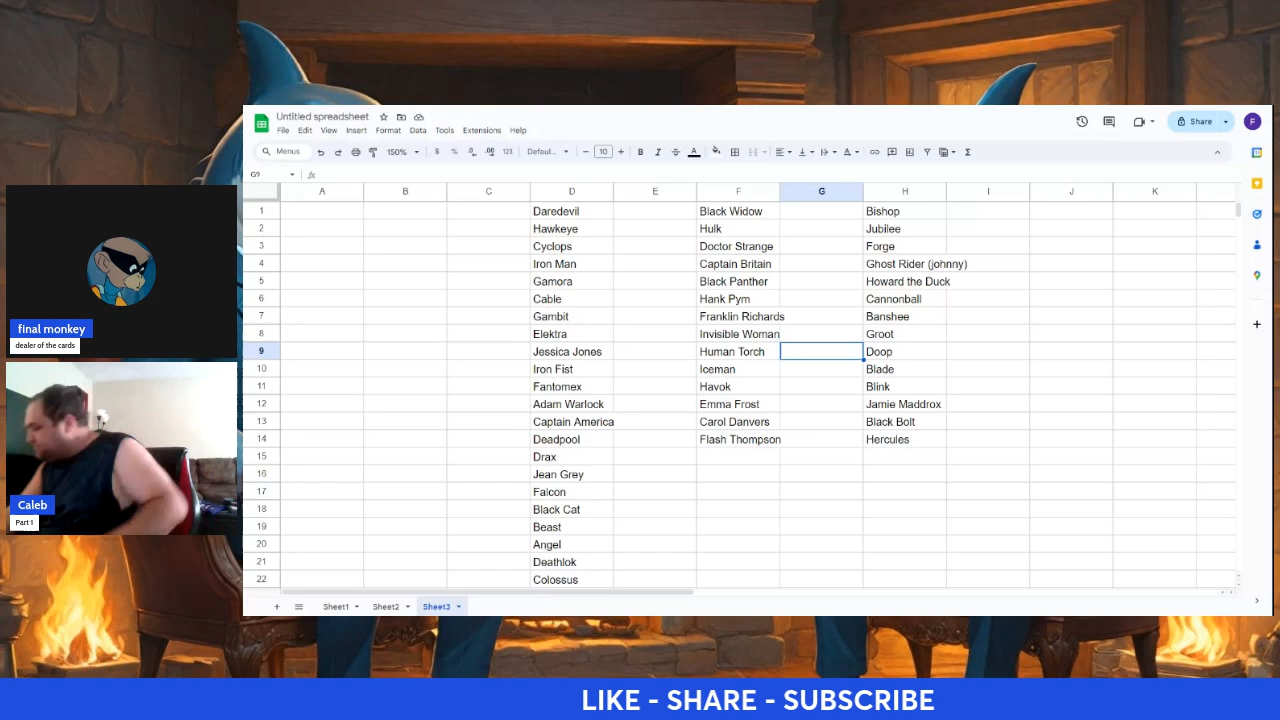 Untitled spreadsheet
File Edit View Insert Format Data Tools Extensions Help
Share
F
Menus 150% $ % .0 .00 123 Defaul... 10 B I A
G9 fx
A B C D E F G H I J K
1 Daredevil Black Widow Bishop
2 Hawkeye Hulk Jubilee
3 Cyclops Doctor Strange Forge
4 Iron Man Captain Britain Ghost Rider (johnny)
5 Gamora Black Panther Howard the Duck
6 Cable Hank Pym Cannonball
7 Gambit Franklin Richards Banshee
8 Elektra Invisible Woman Groot
9 Jessica Jones Human Torch Doop
10 Iron Fist Iceman Blade
11 Fantomex Havok Blink
12 Adam Warlock Emma Frost Jamie Maddrox
13 Captain America Carol Danvers Black Bolt
14 Deadpool Flash Thompson Hercules
15 Drax
16 Jean Grey
17 Falcon
18 Black Cat
19 Beast
20 Angel
21 Deathlok
22 Colossus
Sheet1 Sheet2 Sheet3
final monkey
dealer of the cards
Caleb
Part 1
LIKE - SHARE - SUBSCRIBE